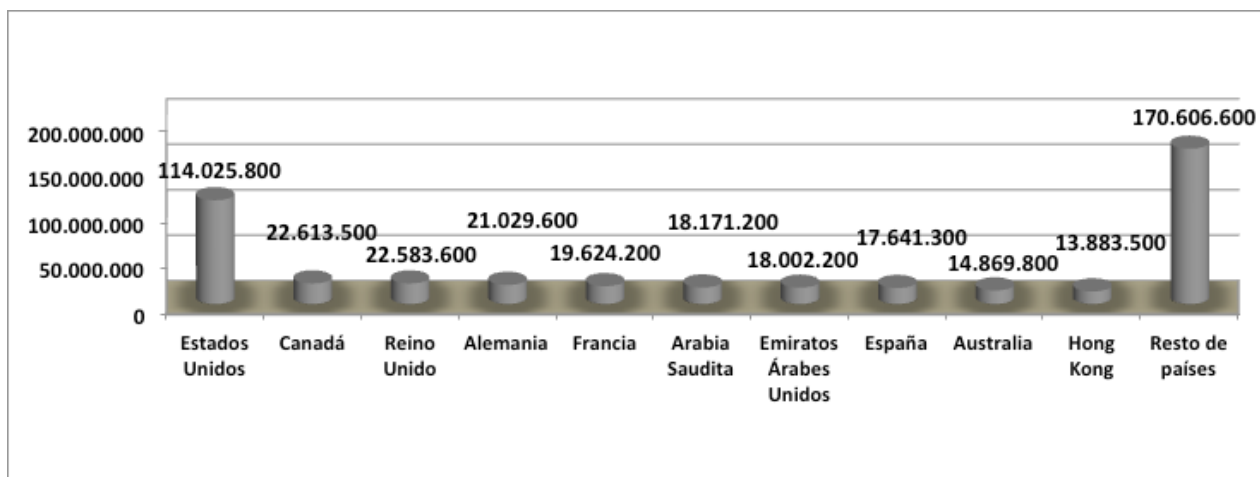 200.000.000
150.000.000
100.000.000
50.000.000
0
114.025.800
22.613.500
22.583.600
21.029.600
19.624.200
18.171.200
18.002.200
17.641.300
14.869.800
13.883.500
170.606.600
Estados
Unidos
Canadá
Reino
Unido
Alemania
Francia
Arabia
Saudita
Emiratos
Árabes
Unidos
España
Australia
Hong
Kong
Resto de
países